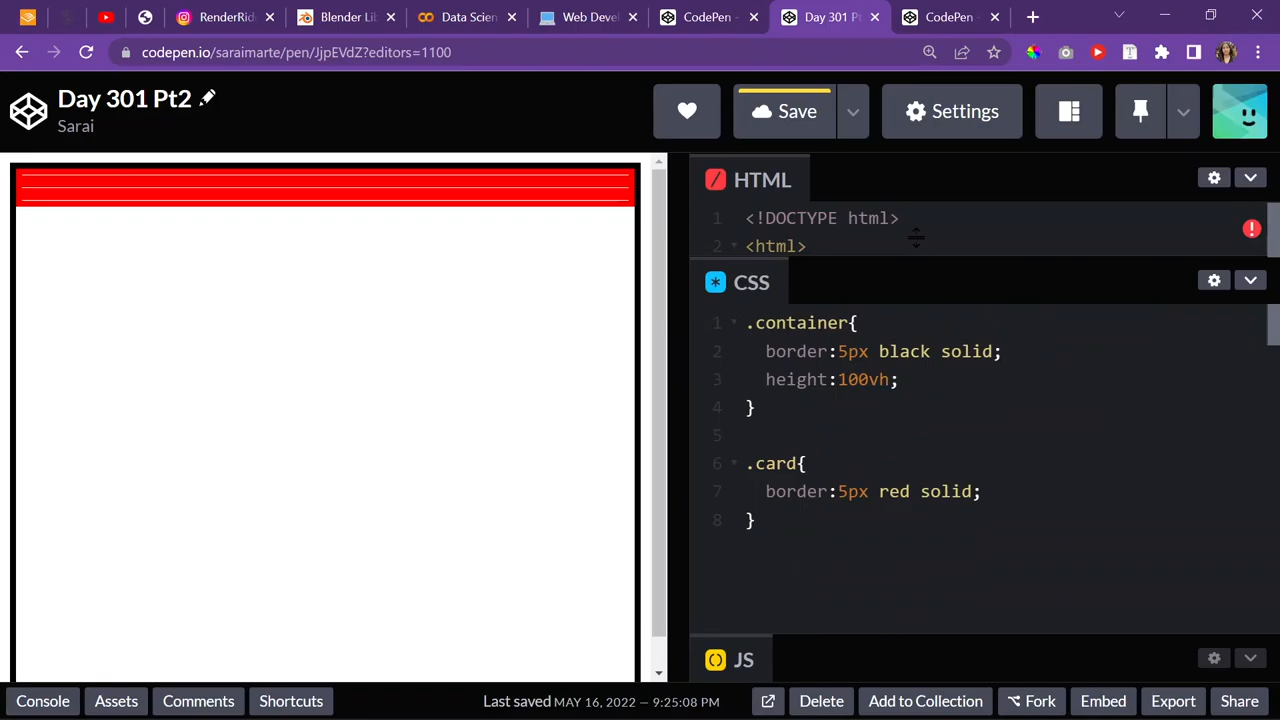 RenderRid
Blender Lib
Data Scien
Web Devel
CodePen -
Day 301 Pt
CodePen -
codepen.io/saraimarte/pen/JjpEVdZ?editors=1100
Day 301 Pt2
Sarai
Save
Settings
HTML
1 <!DOCTYPE html>
2 <html>
CSS
1 .container{
2 border:5px black solid;
3 height:100vh;
4 }
5
6 .card{
7 border:5px red solid;
8 }
JS
Console
Assets
Comments
Shortcuts
Last saved MAY 16, 2022 — 9:25:08 PM
Delete
Add to Collection
Fork
Embed
Export
Share